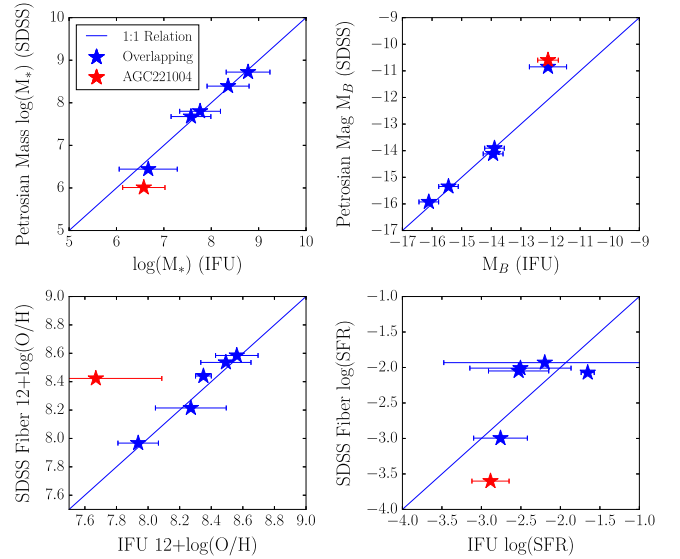 Petrosian Mass log(M*) (SDSS)
10
9
8
7
6
5
1:1 Relation
Overlapping
AGC221004
5 6 7 8 9 10
log(M*) (IFU)
Petrosian Mag M_B (SDSS)
−9
−10
−11
−12
−13
−14
−15
−16
−17
−17 −16 −15 −14 −13 −12 −11 −10 −9
M_B (IFU)
SDSS Fiber 12+log(O/H)
9.0
8.8
8.6
8.4
8.2
8.0
7.8
7.6
7.6 7.8 8.0 8.2 8.4 8.6 8.8 9.0
IFU 12+log(O/H)
SDSS Fiber log(SFR)
−1.0
−1.5
−2.0
−2.5
−3.0
−3.5
−4.0
−4.0 −3.5 −3.0 −2.5 −2.0 −1.5 −1.0
IFU log(SFR)